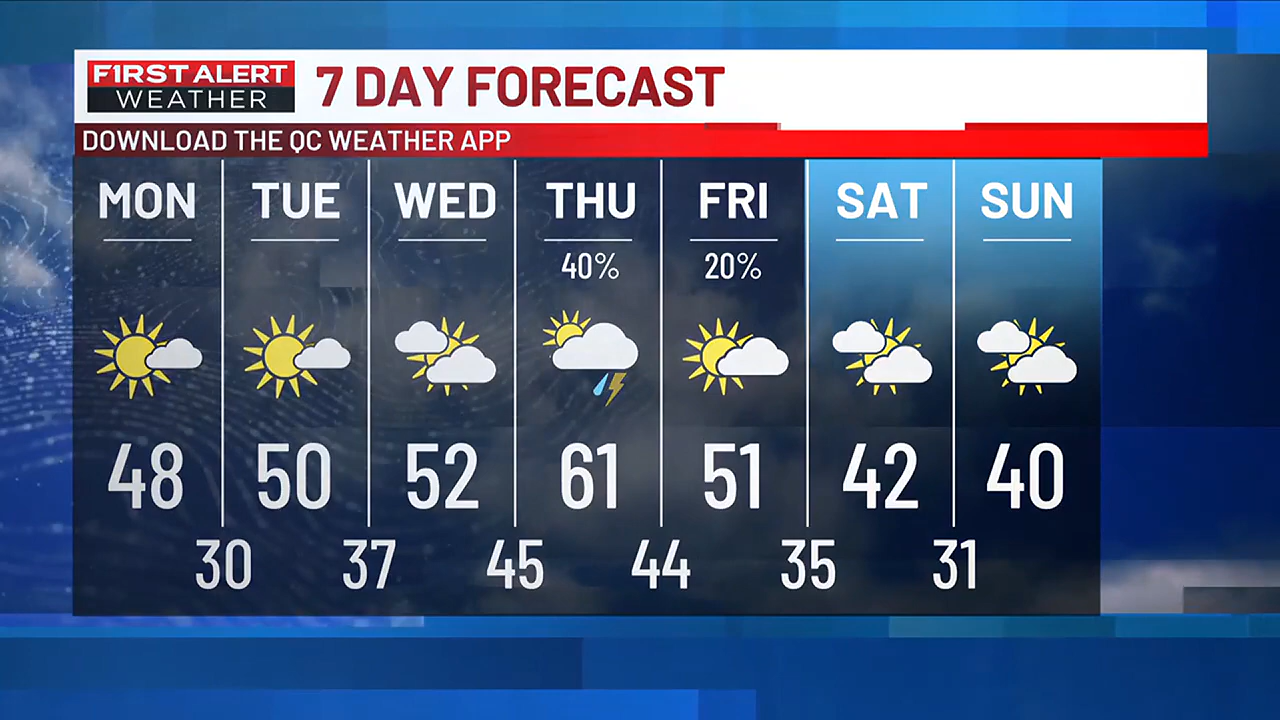 FIRST ALERT
WEATHER
7 DAY FORECAST
DOWNLOAD THE QC WEATHER APP
MON TUE WED THU FRI SAT SUN
40% 20%
48 50 52 61 51 42 40
30 37 45 44 35 31